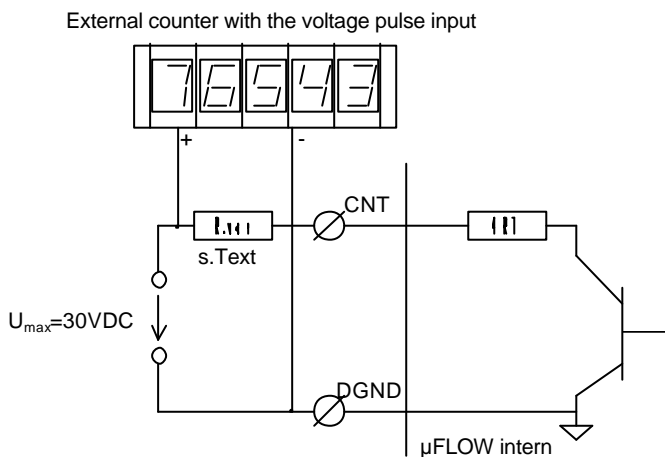 External counter with the voltage pulse input
76543
+ -
CNT
s.Text
Umax=30VDC
DGND
µFLOW intern